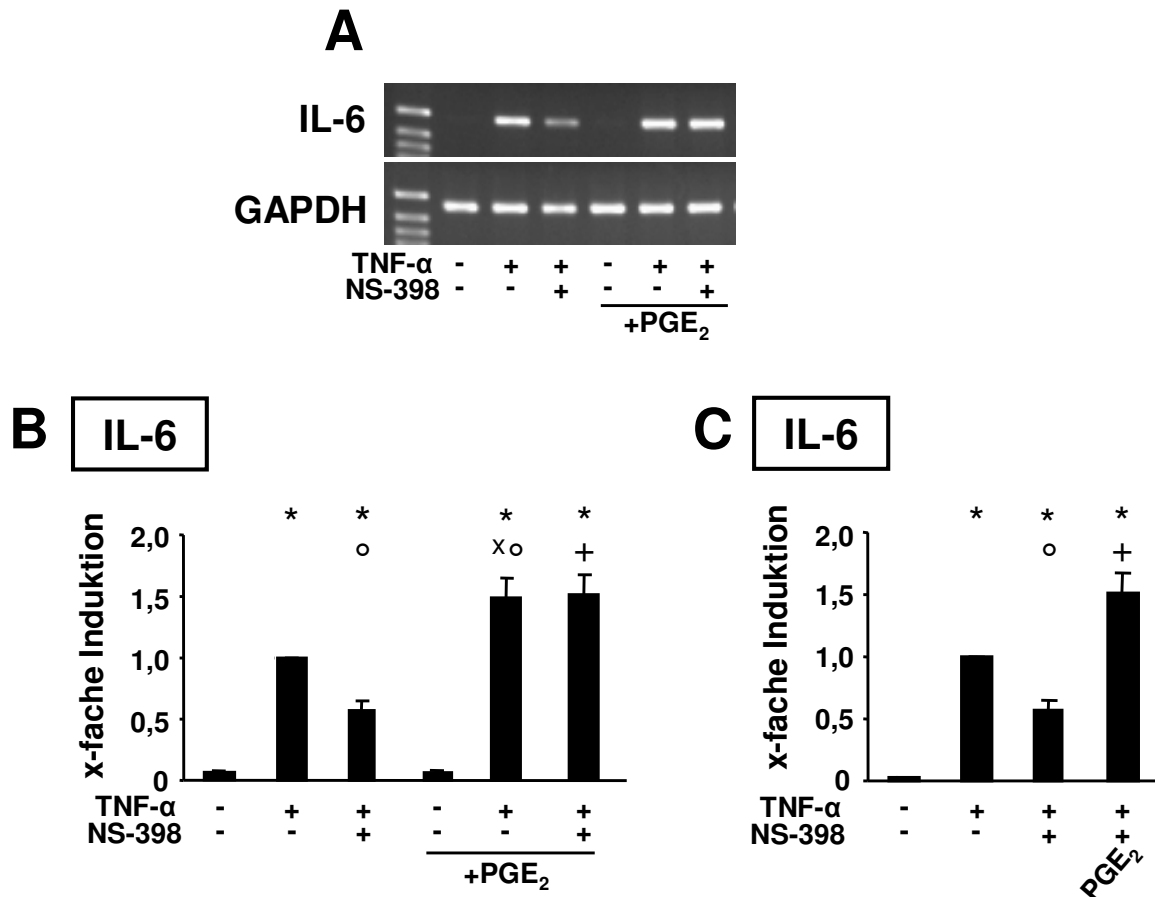 A
IL-6
GAPDH
TNF-α - + + - + +
NS-398 - - + - - +
+PGE₂
B IL-6
x-fache Induktion
* * * *
° x° +
2,0
1,5
1,0
0,5
0
TNF-α - + + - + +
NS-398 - - + - - +
+PGE₂
C IL-6
x-fache Induktion
* * *
° +
2,0
1,5
1,0
0,5
0
TNF-α - + + +
NS-398 - - + +
PGE₂